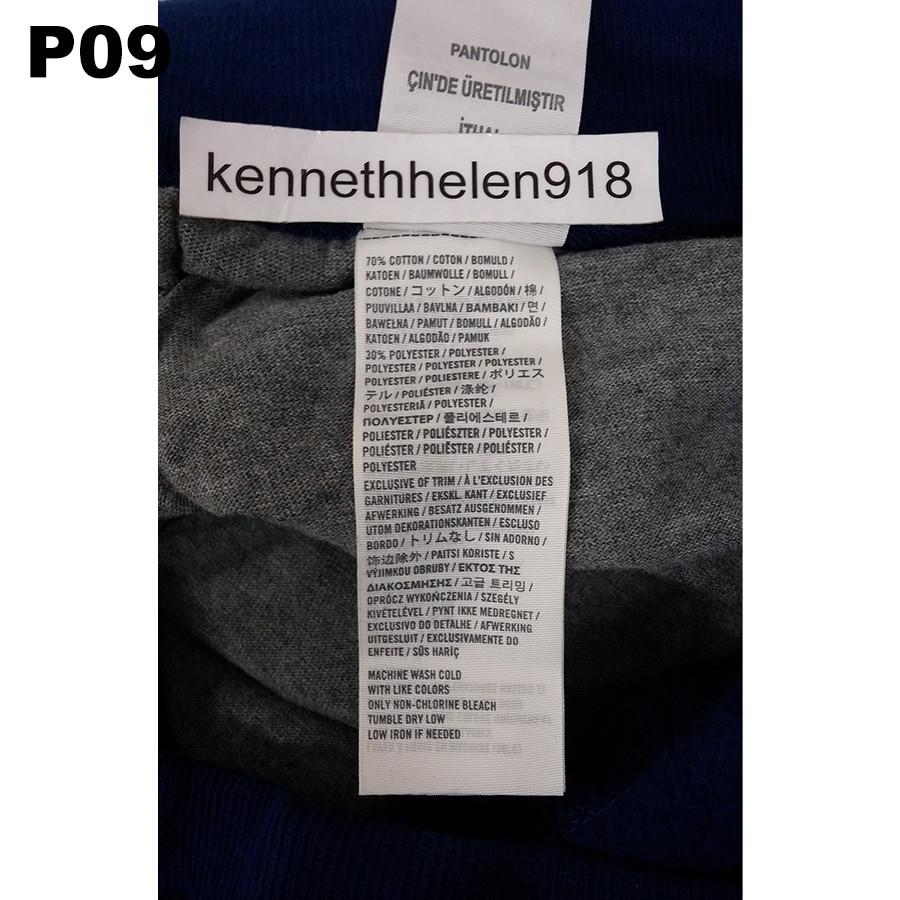 P09
PANTOLON
ÇIN'DE ÜRETILMIŞTIR
kennethhelen918
70% COTTON / COTON / BOMULD /
KATOEN / BAUMWOLLE / BOMULL /
COTONE / コットン / ALGODÓN / 棉 /
PUUVILLAA / BAVLNA / BAMBAKI / 면 /
BAWEŁNA / PAMUT / BOMULL / ALGODÃO /
KATOEN / ALGODÃO / PAMUK
30% POLYESTER / POLYESTER /
POLYESTER / POLYESTER / POLYESTER /
POLYESTER / POLIESTERE / ポリエス
テル / POLIÉSTER / 涤纶 /
POLYESTERIÄ / POLYESTER /
ΠΟΛΥΕΣΤΕΡ / 폴리에스테르 /
POLIESTER / POLIÉSZTER / POLYESTER /
POLIÉSTER / POLIËSTER / POLIÉSTER /
POLYESTER
EXCLUSIVE OF TRIM / À L'EXCLUSION DES
GARNITURES / EKSKL. KANT / EXCLUSIEF
AFWERKING / BESATZ AUSGENOMMEN /
UTOM DEKORATIONSKANTEN / ESCLUSO
BORDO / トリムなし / SIN ADORNO /
饰边除外 / PAITSI KORISTE / S
VÝJIMKOU OBRUBY / ΕΚΤΟΣ ΤΗΣ
ΔΙΑΚΟΣΜΗΣΗΣ / 고급 트리밍 /
OPRÓCZ WYKOŃCZENIA / SZEGÉLY
KIVÉTELÉVEL / PYNT IKKE MEDREGNET /
EXCLUSIVO DO DETALHE / AFWERKING
UITGESLUIT / EXCLUSIVAMENTE DO
ENFEITE / SÜS HARİÇ
MACHINE WASH COLD
WITH LIKE COLORS
ONLY NON-CHLORINE BLEACH
TUMBLE DRY LOW
LOW IRON IF NEEDED